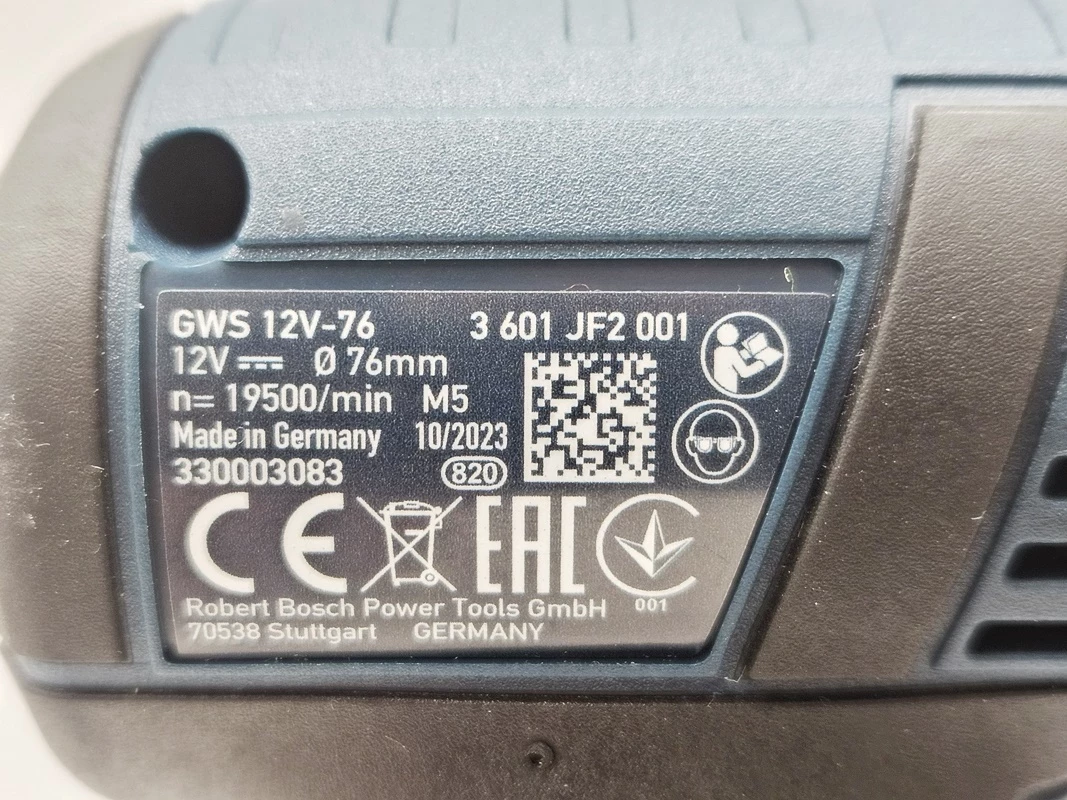 GWS 12V-76 3 601 JF2 001
12V Ø 76mm
n= 19500/min M5
Made in Germany 10/2023
330003083 820
CE EAC
001
Robert Bosch Power Tools GmbH
70538 Stuttgart GERMANY